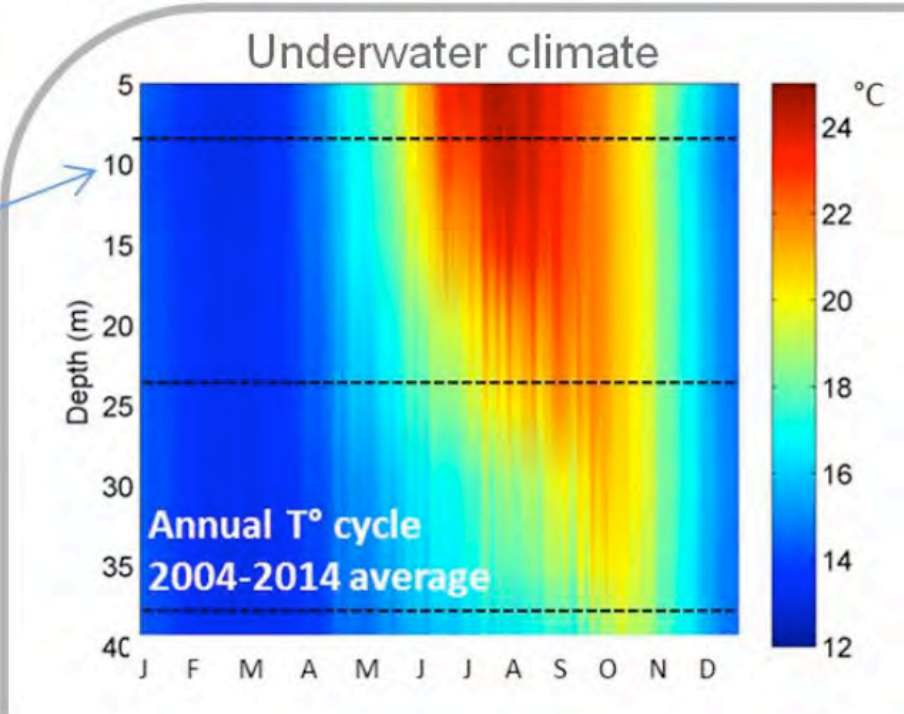 Underwater climate
5
10
15
20
25
30
35
40
Depth (m)
Annual T° cycle
2004-2014 average
J F M A M J J A S O N D
°C
24
22
20
18
16
14
12